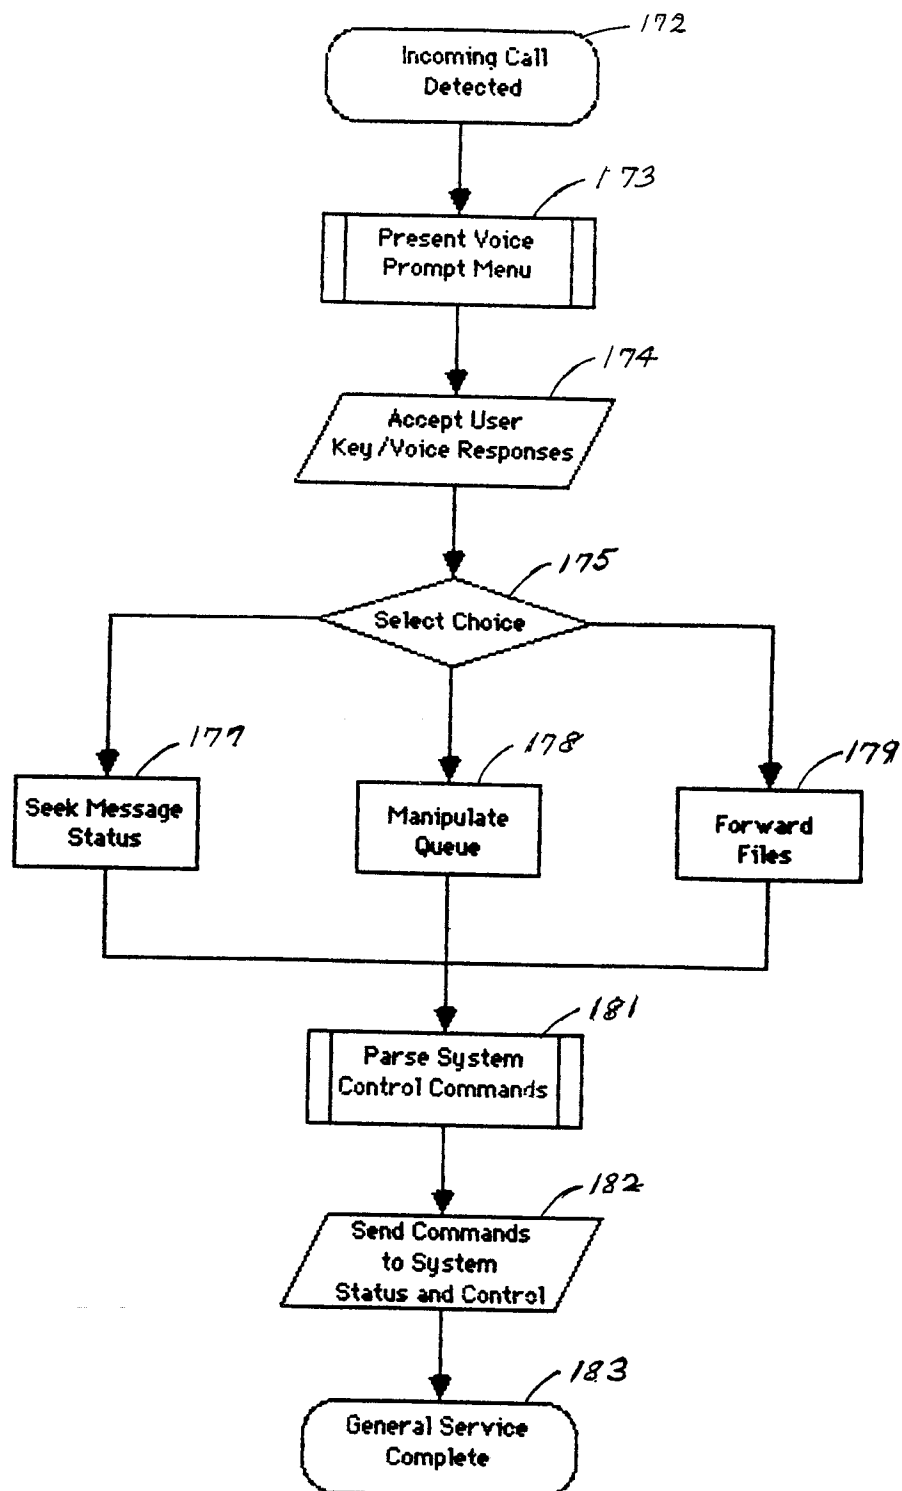 172
Incoming Call
Detected
173
Present Voice
Prompt Menu
174
Accept User
Key/Voice Responses
175
Select Choice
177
Seek Message
Status
178
Manipulate
Queue
179
Forward
Files
181
Parse System
Control Commands
182
Send Commands
to System
Status and Control
183
General Service
Complete